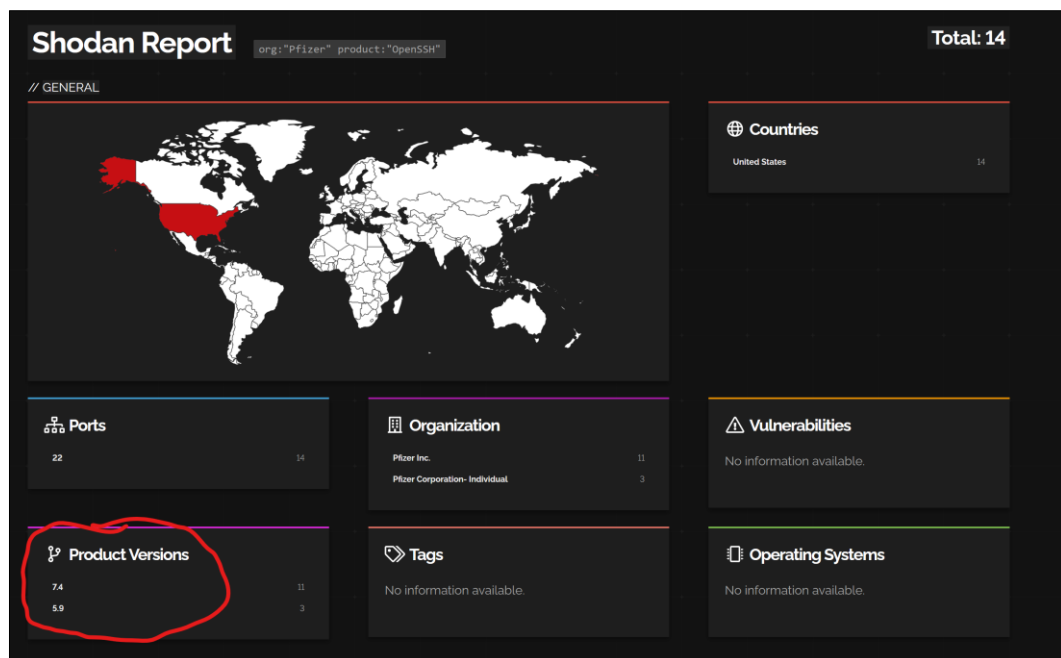 Shodan Report
org:"Pfizer" product:"OpenSSH"
Total: 14
// GENERAL
Countries
United States 14
Ports
22 14
Organization
Pfizer Inc. 11
Pfizer Corporation- Individual 3
Vulnerabilities
No information available.
Product Versions
7.4 11
5.9 3
Tags
No information available.
Operating Systems
No information available.